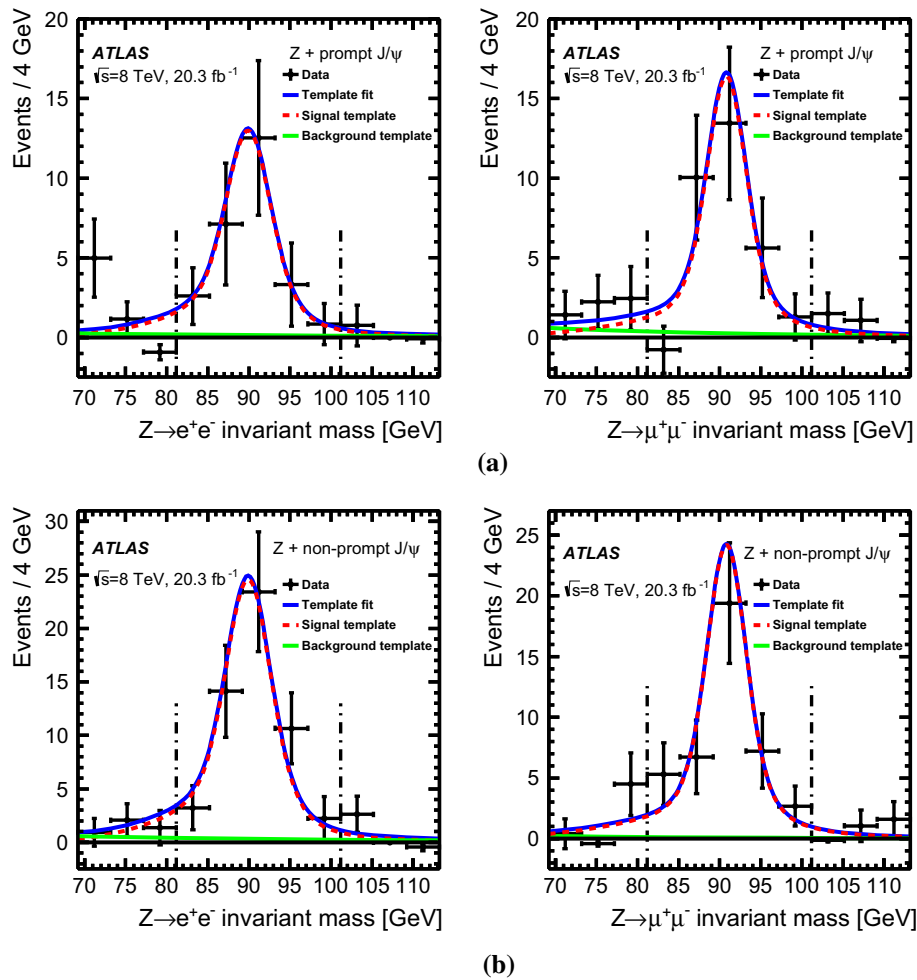 Events / 4 GeV
20
15
10
5
0
ATLAS
√s=8 TeV, 20.3 fb⁻¹
Z + prompt J/ψ
Data
Template fit
Signal template
Background template
70 75 80 85 90 95 100 105 110
Z→e⁺e⁻ invariant mass [GeV]
Events / 4 GeV
20
15
10
5
0
ATLAS
√s=8 TeV, 20.3 fb⁻¹
Z + prompt J/ψ
Data
Template fit
Signal template
Background template
70 75 80 85 90 95 100 105 110
Z→μ⁺μ⁻ invariant mass [GeV]
(a)
Events / 4 GeV
30
25
20
15
10
5
0
ATLAS
√s=8 TeV, 20.3 fb⁻¹
Z + non-prompt J/ψ
Data
Template fit
Signal template
Background template
70 75 80 85 90 95 100 105 110
Z→e⁺e⁻ invariant mass [GeV]
Events / 4 GeV
25
20
15
10
5
0
ATLAS
√s=8 TeV, 20.3 fb⁻¹
Z + non-prompt J/ψ
Data
Template fit
Signal template
Background template
70 75 80 85 90 95 100 105 110
Z→μ⁺μ⁻ invariant mass [GeV]
(b)